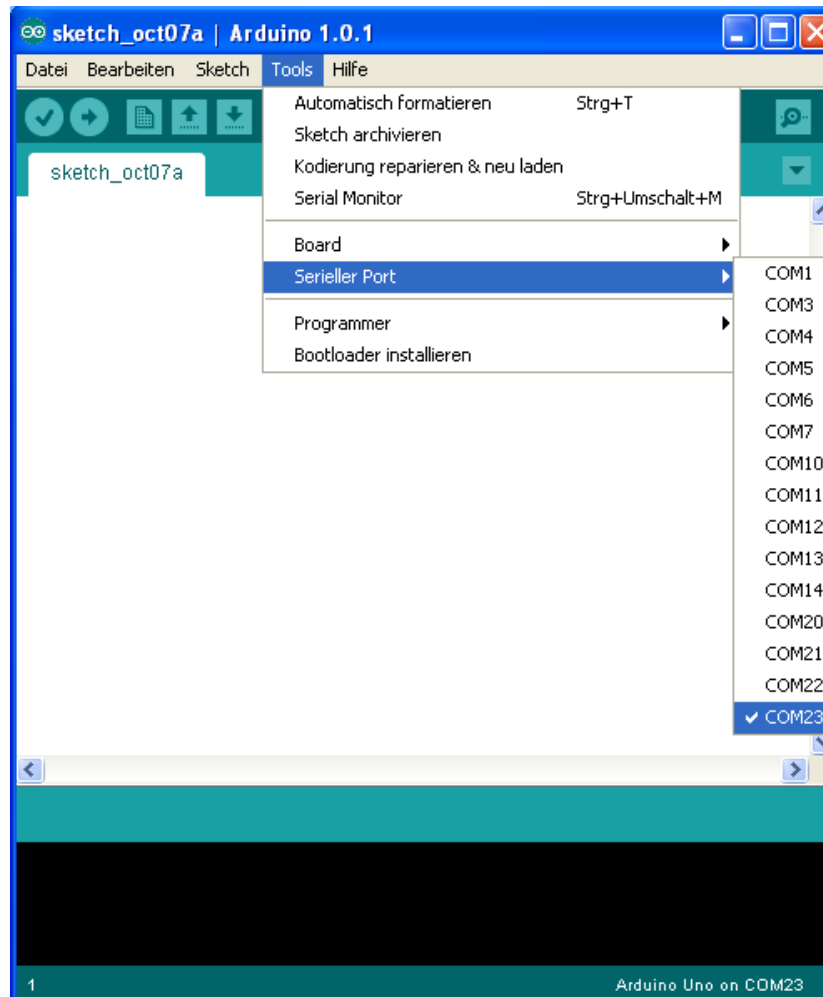 sketch_oct07a | Arduino 1.0.1
Datei Bearbeiten Sketch Tools Hilfe
sketch_oct07a
Automatisch formatieren Strg+T
Sketch archivieren
Kodierung reparieren & neu laden
Serial Monitor Strg+Umschalt+M
Board
Serieller Port
Programmer
Bootloader installieren
COM1
COM3
COM4
COM5
COM6
COM7
COM10
COM11
COM12
COM13
COM14
COM20
COM21
COM22
COM23
1 Arduino Uno on COM23